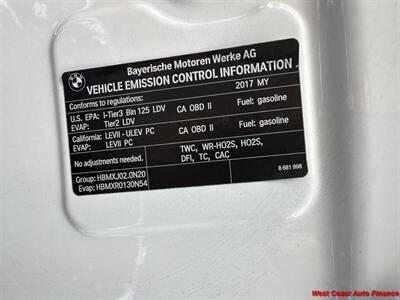 Bayerische Motoren Werke AG
VEHICLE EMISSION CONTROL INFORMATION
Conforms to regulations: 2017 MY
U.S. EPA: I-Tier3 Bin 125 LDV CA OBD II Fuel: gasoline
EVAP: Tier2 LDV
California: LEVII - ULEV PC CA OBD II Fuel: gasoline
EVAP: LEVII PC
No adjustments needed. TWC, WR-HO2S, HO2S,
DFI, TC, CAC
Group: HBMXJ02.0N20
Evap: HBMXR0130N54
8 681 998
West Coast Auto Finance